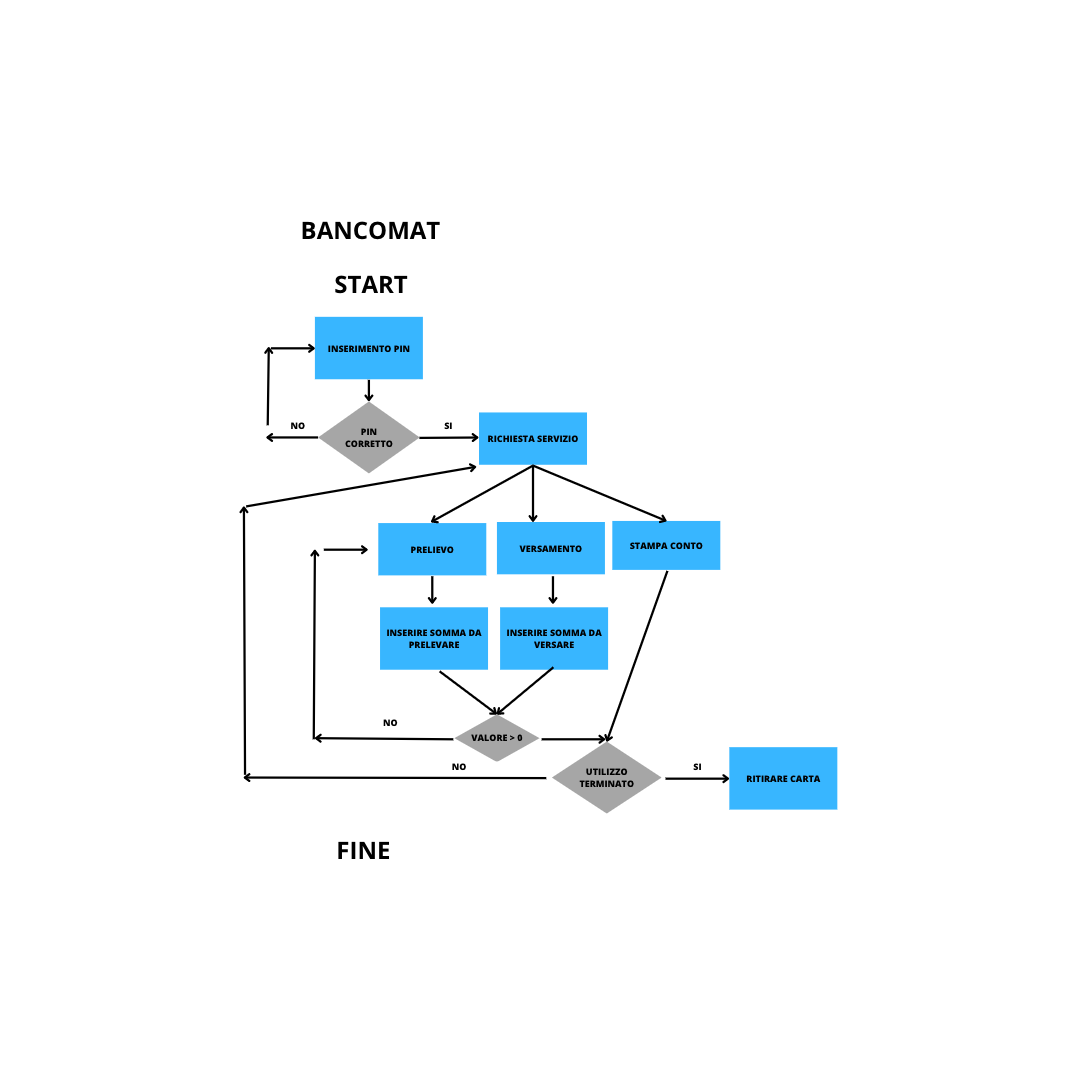 BANCOMAT
START
INSERIMENTO PIN
NO
PIN
CORRETTO
SI
RICHIESTA SERVIZIO
PRELIEVO
VERSAMENTO
STAMPA CONTO
INSERIRE SOMMA DA
PRELEVARE
INSERIRE SOMMA DA
VERSARE
NO
VALORE > 0
NO
UTILIZZO
TERMINATO
SI
RITIRARE CARTA
FINE